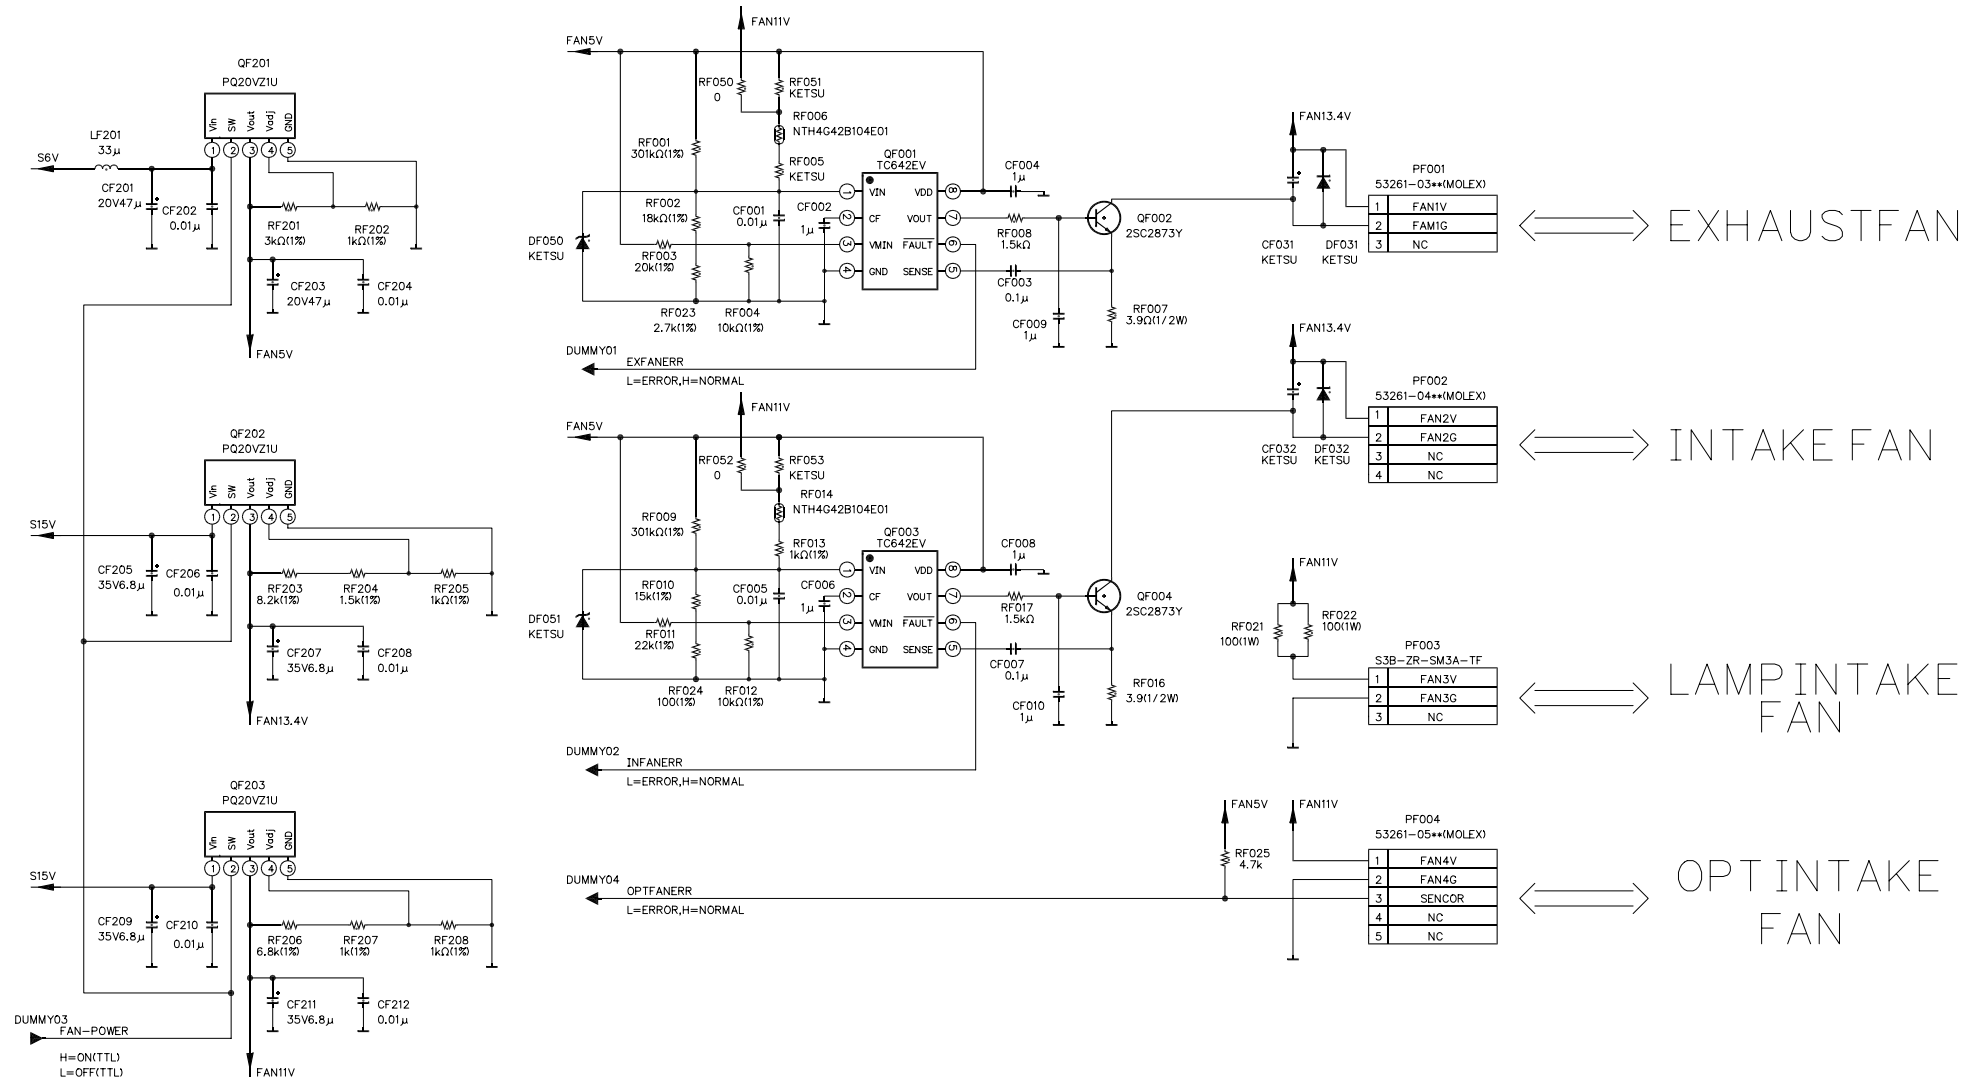 QF201
PQ20VZ1U
Vin
SW
Vout
Vadj
GND
1
2
3
4
5
LF201
33μ
S6V
CF201
20V47μ
CF202
0.01μ
RF201
3kΩ(1%)
RF202
1kΩ(1%)
CF203
20V47μ
CF204
0.01μ
FAN5V
QF202
PQ20VZ1U
Vin
SW
Vout
Vadj
GND
1
2
3
4
5
S15V
CF205
35V6.8μ
CF206
0.01μ
RF203
8.2k(1%)
RF204
1.5k(1%)
RF205
1kΩ(1%)
CF207
35V6.8μ
CF208
0.01μ
FAN13.4V
QF203
PQ20VZ1U
Vin
SW
Vout
Vadj
GND
1
2
3
4
5
S15V
CF209
35V6.8μ
CF210
0.01μ
RF206
6.8k(1%)
RF207
1k(1%)
RF208
1kΩ(1%)
CF211
35V6.8μ
CF212
0.01μ
DUMMY03
FAN-POWER
H=ON(TTL)
L=OFF(TTL)
FAN11V
FAN11V
FAN5V
RF050
0
RF051
KETSU
RF006
NTH4G42B104E01
RF001
301kΩ(1%)
RF005
KETSU
QF001
TC642EV
CF004
1μ
RF002
18kΩ(1%)
CF001
0.01μ
CF002
1μ
1
2
3
4
VIN
CF
VMIN
GND
VDD
VOUT
FAULT
SENSE
8
7
6
5
DF050
KETSU
RF003
20k(1%)
RF023
2.7k(1%)
RF004
10kΩ(1%)
RF008
1.5kΩ
QF002
2SC2873Y
CF003
0.1μ
CF009
1μ
RF007
3.9Ω(1/2W)
DUMMY01
EXFANERR
L=ERROR,H=NORMAL
FAN11V
FAN5V
RF052
0
RF053
KETSU
RF014
NTH4G42B104E01
RF009
301kΩ(1%)
RF013
1kΩ(1%)
QF003
TC642EV
CF008
1μ
RF010
15k(1%)
CF005
0.01μ
CF006
1μ
1
2
3
4
VIN
CF
VMIN
GND
VDD
VOUT
FAULT
SENSE
8
7
6
5
DF051
KETSU
RF011
22k(1%)
RF024
100(1%)
RF012
10kΩ(1%)
RF017
1.5kΩ
QF004
2SC2873Y
CF007
0.1μ
CF010
1μ
RF016
3.9(1/2W)
DUMMY02
INFANERR
L=ERROR,H=NORMAL
DUMMY04
OPTFANERR
L=ERROR,H=NORMAL
FAN13.4V
CF031
KETSU
DF031
KETSU
PF001
53261-03**(MOLEX)
1 FAN1V
2 FAM1G
3 NC
EXHAUSTFAN
FAN13.4V
CF032
KETSU
DF032
KETSU
PF002
53261-04**(MOLEX)
1 FAN2V
2 FAN2G
3 NC
4 NC
INTAKE FAN
FAN11V
RF021
100(1W)
RF022
100(1W)
PF003
S3B-ZR-SM3A-TF
1 FAN3V
2 FAN3G
3 NC
LAMP INTAKE
FAN
FAN5V
FAN11V
RF025
4.7k
PF004
53261-05**(MOLEX)
1 FAN4V
2 FAN4G
3 SENCOR
4 NC
5 NC
OPT INTAKE
FAN